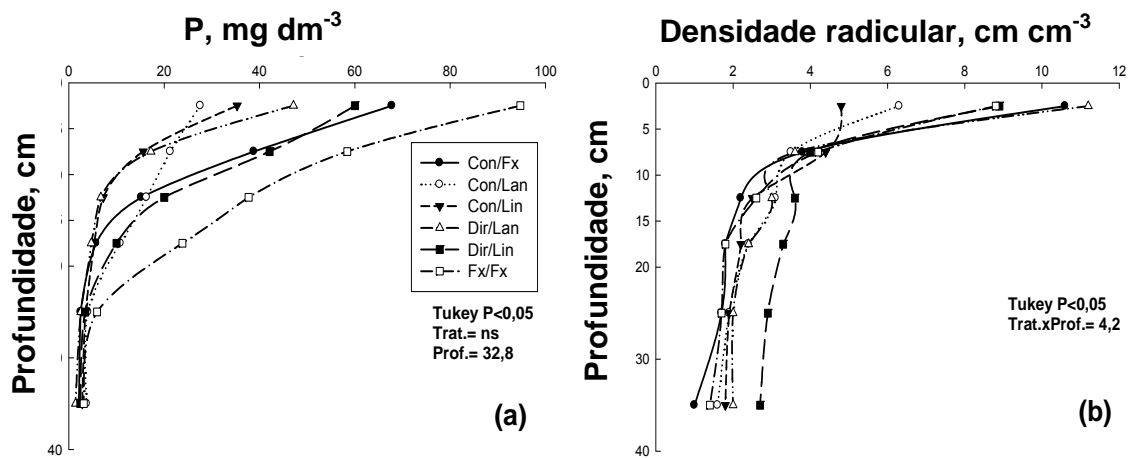 P, mg dm-3
0 20 40 60 80 100
Profundidade, cm
40
Con/Fx
Con/Lan
Con/Lin
Dir/Lan
Dir/Lin
Fx/Fx
Tukey P<0,05
Trat.= ns
Prof.= 32,8
(a)
Densidade radicular, cm cm-3
0 2 4 6 8 10 12
Profundidade, cm
0
5
10
15
20
30
40
Tukey P<0,05
Trat.xProf.= 4,2
(b)